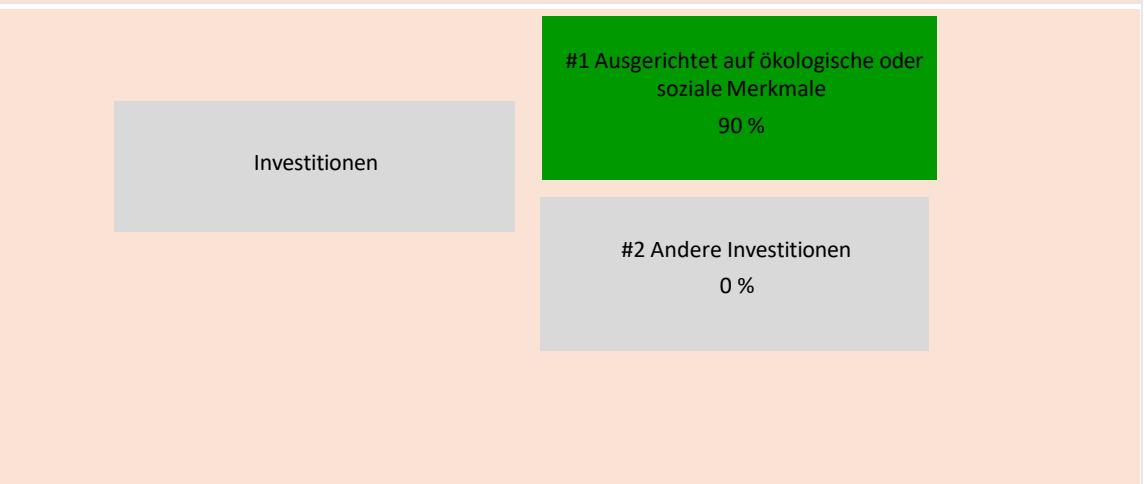 Investitionen
#1 Ausgerichtet auf ökologische oder
soziale Merkmale
90 %
#2 Andere Investitionen
0 %